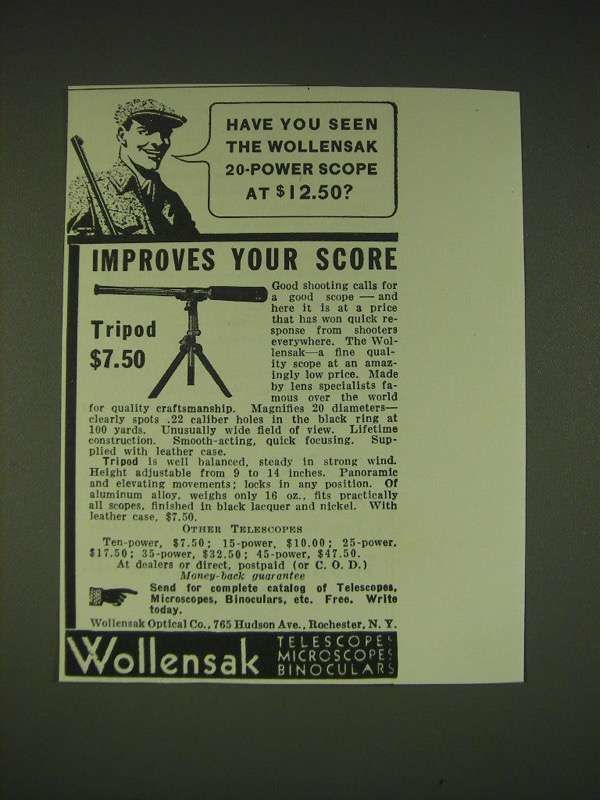 HAVE YOU SEEN
THE WOLLENSAK
20-POWER SCOPE
AT $12.50?
IMPROVES YOUR SCORE
Tripod
$7.50
Good shooting calls for
a good scope — and
here it is at a price
that has won quick re-
sponse from shooters
everywhere. The Wol-
lensak—a fine qual-
ity scope at an amaz-
ingly low price. Made
by lens specialists fa-
mous over the world
for quality craftsmanship. Magnifies 20 diameters—
clearly spots .22 caliber holes in the black ring at
100 yards. Unusually wide field of view. Lifetime
construction. Smooth-acting, quick focusing. Sup-
plied with leather case.
Tripod is well balanced, steady in strong wind.
Height adjustable from 9 to 14 inches. Panoramic
and elevating movements; locks in any position. Of
aluminum alloy, weighs only 16 oz., fits practically
all scopes, finished in black lacquer and nickel. With
leather case, $7.50.
OTHER TELESCOPES
Ten-power, $7.50; 15-power, $10.00; 25-power,
$17.50; 35-power, $32.50; 45-power, $47.50.
At dealers or direct, postpaid (or C. O. D.)
Money-back guarantee
Send for complete catalog of Telescopes,
Microscopes, Binoculars, etc. Free. Write
today.
Wollensak Optical Co., 765 Hudson Ave., Rochester, N. Y.
Wollensak
TELESCOPES
MICROSCOPES
BINOCULARS